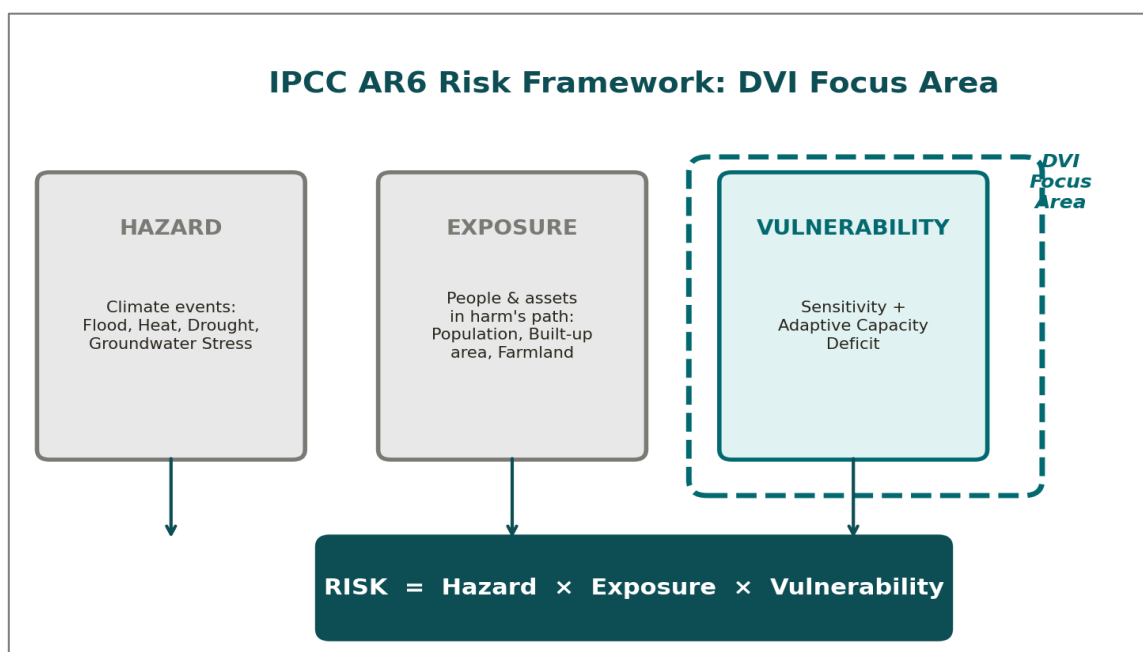 IPCC AR6 Risk Framework: DVI Focus Area
HAZARD
Climate events:
Flood, Heat, Drought,
Groundwater Stress
EXPOSURE
People & assets
in harm's path:
Population, Built-up
area, Farmland
VULNERABILITY
Sensitivity +
Adaptive Capacity
Deficit
DVI
Focus
Area
RISK = Hazard × Exposure × Vulnerability